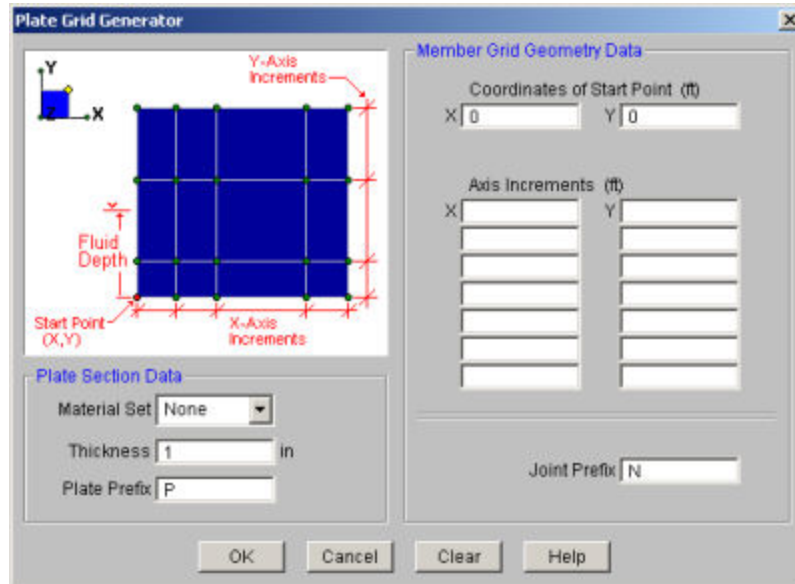 Plate Grid Generator
Y
Z
X
Y-Axis
Increments
Fluid
Depth
Start Point
(X,Y)
X-Axis
Increments
Plate Section Data
Material Set None
Thickness 1 in
Plate Prefix P
Member Grid Geometry Data
Coordinates of Start Point (ft)
X 0 Y 0
Axis Increments (ft)
X Y
Joint Prefix N
OK Cancel Clear Help